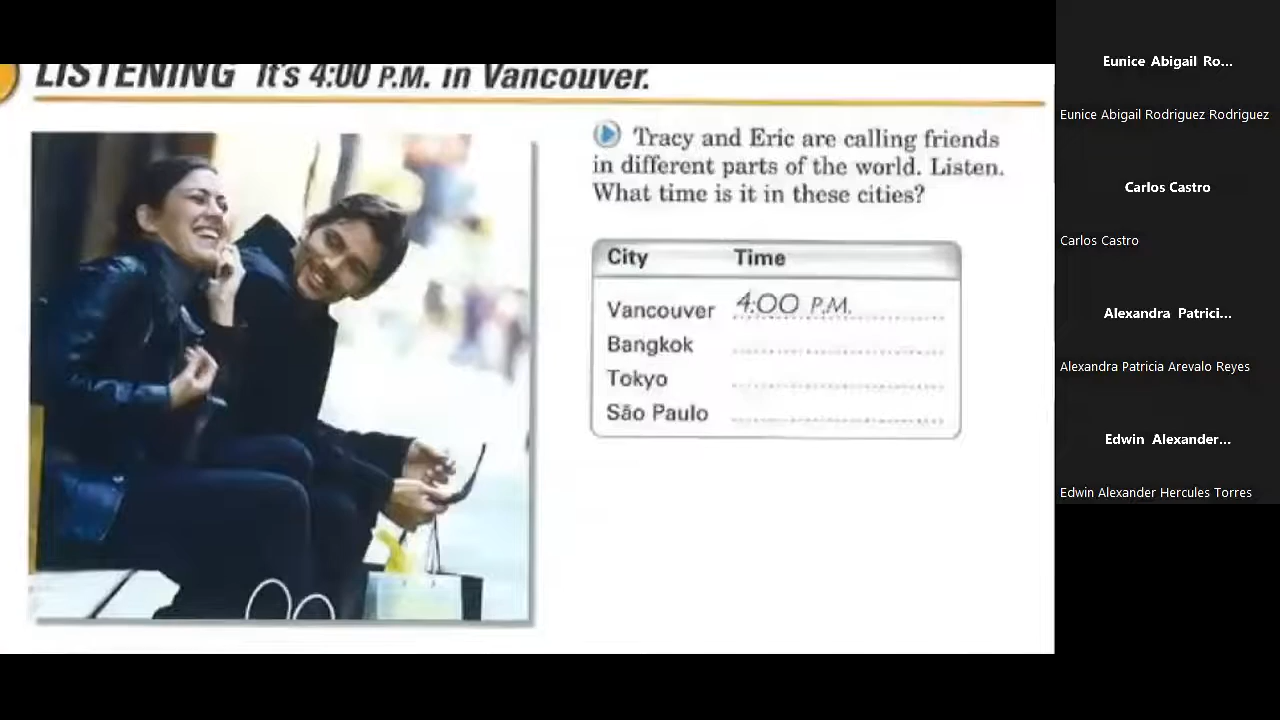 LISTENING It's 4:00 P.M. in Vancouver.
Tracy and Eric are calling friends
in different parts of the world. Listen.
What time is it in these cities?
City Time
Vancouver 4:00 P.M.
Bangkok
Tokyo
São Paulo
Eunice Abigail Ro...
Eunice Abigail Rodriguez Rodriguez
Carlos Castro
Carlos Castro
Alexandra Patrici...
Alexandra Patricia Arevalo Reyes
Edwin Alexander...
Edwin Alexander Hercules Torres